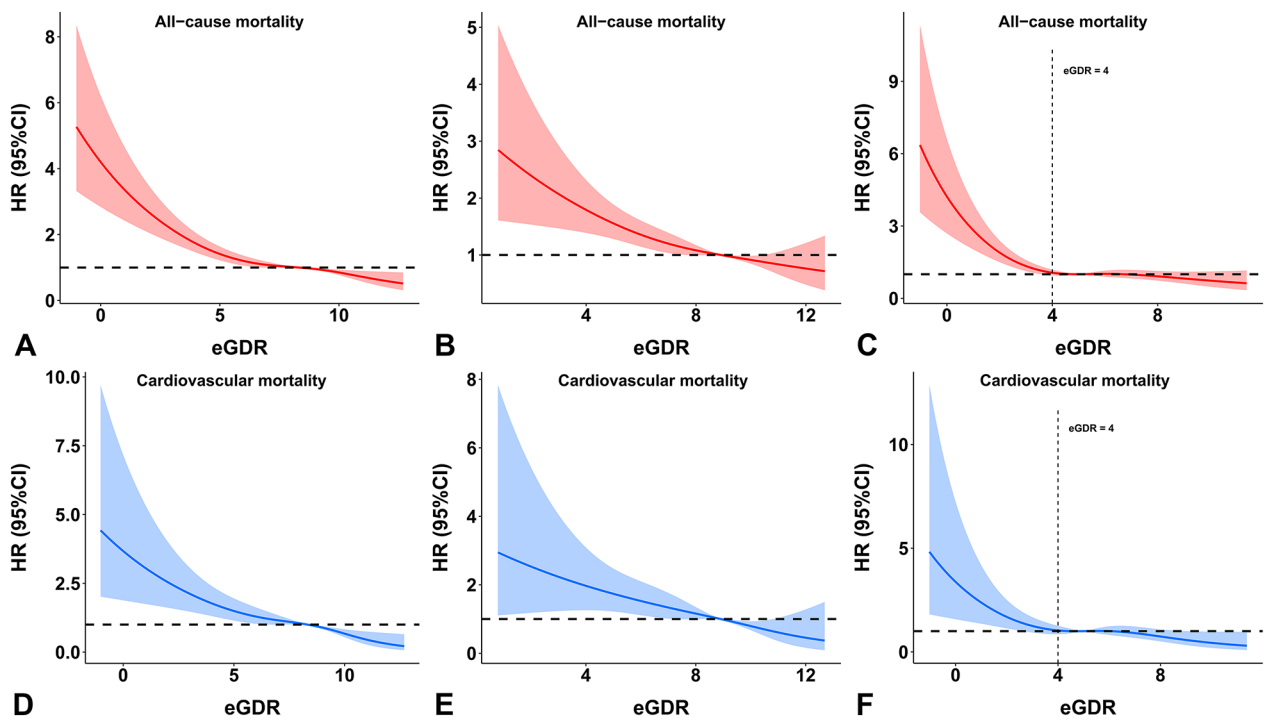 All−cause mortality
HR (95%CI)
8
6
4
2
0
0 5 10
A
eGDR
All−cause mortality
HR (95%CI)
5
4
3
2
1
4 8 12
B
eGDR
All−cause mortality
HR (95%CI)
eGDR = 4
9
6
3
0
0 4 8
C
eGDR
Cardiovascular mortality
HR (95%CI)
10.0
7.5
5.0
2.5
0.0
0 5 10
D
eGDR
Cardiovascular mortality
HR (95%CI)
8
6
4
2
0
4 8 12
E
eGDR
Cardiovascular mortality
HR (95%CI)
eGDR = 4
10
5
0
0 4 8
F
eGDR